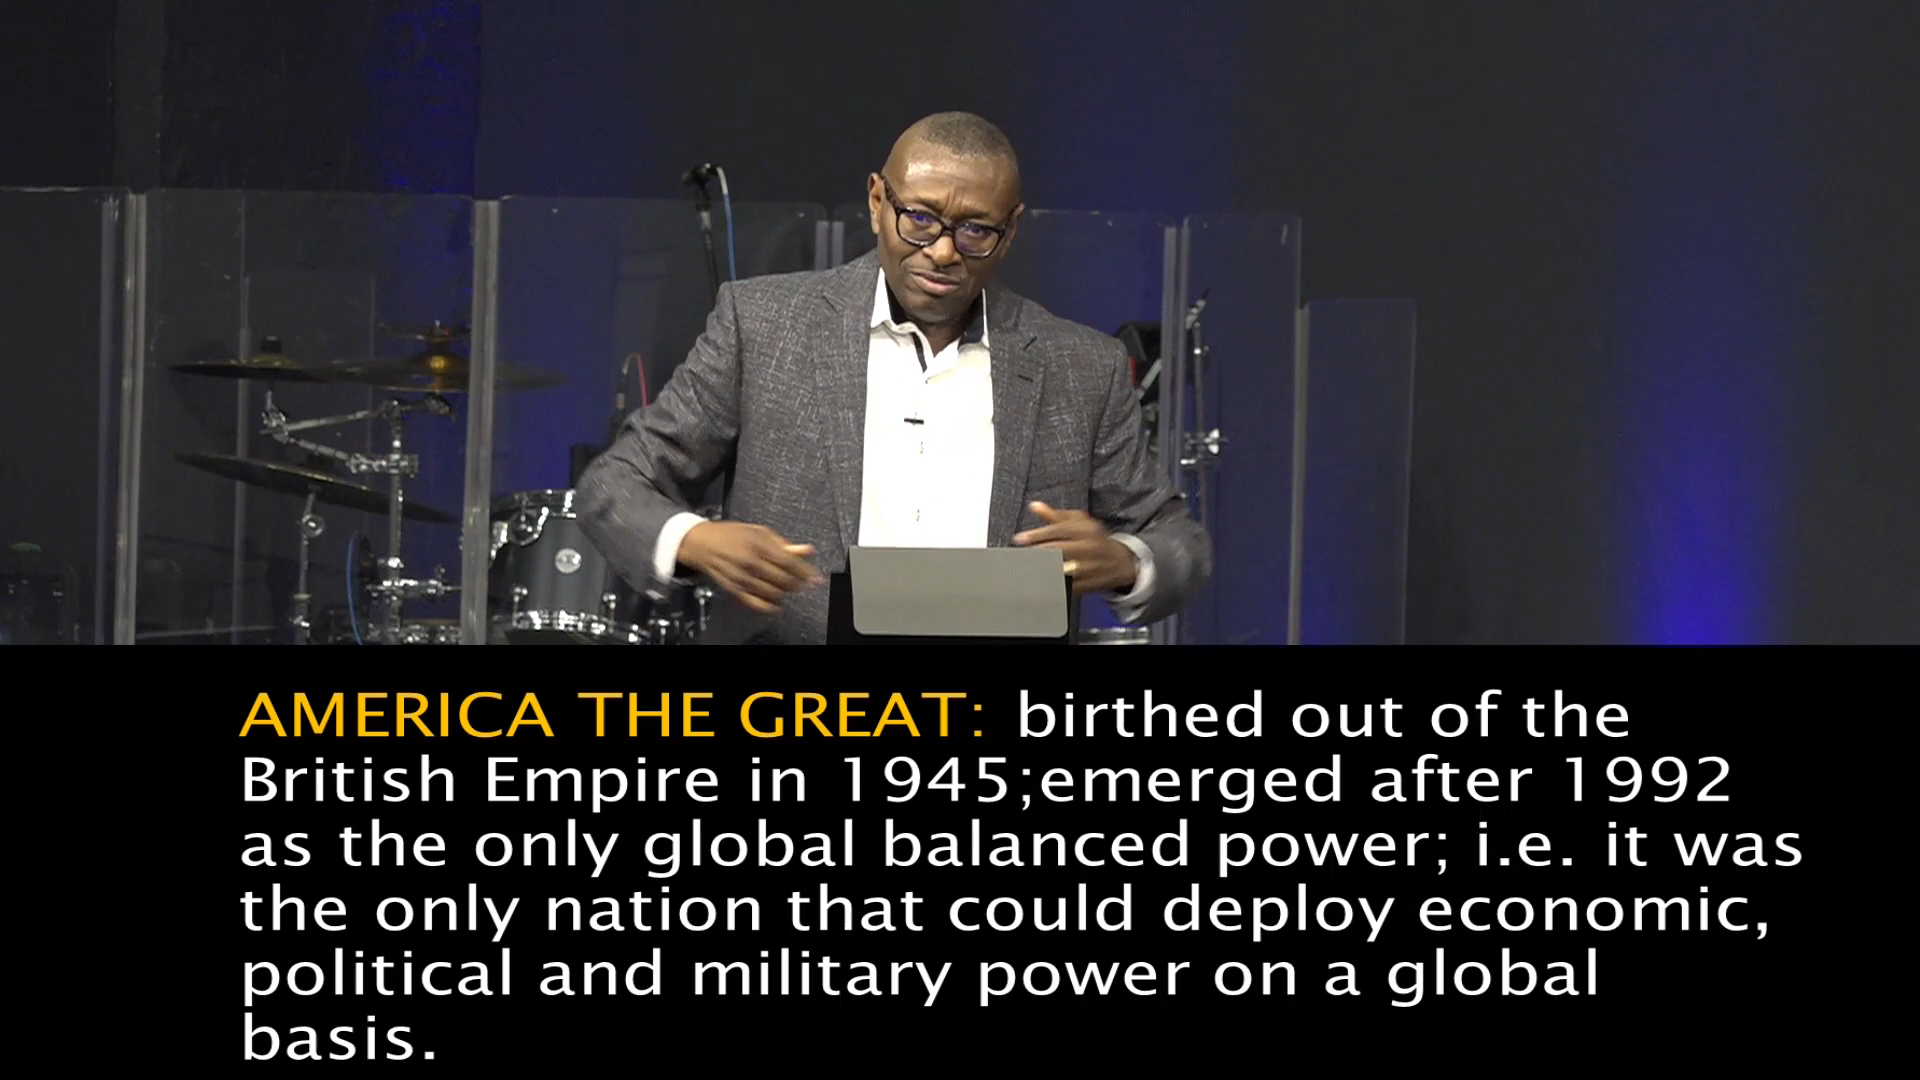 AMERICA THE GREAT: birthed out of the
British Empire in 1945;emerged after 1992
as the only global balanced power; i.e. it was
the only nation that could deploy economic,
political and military power on a global
basis.